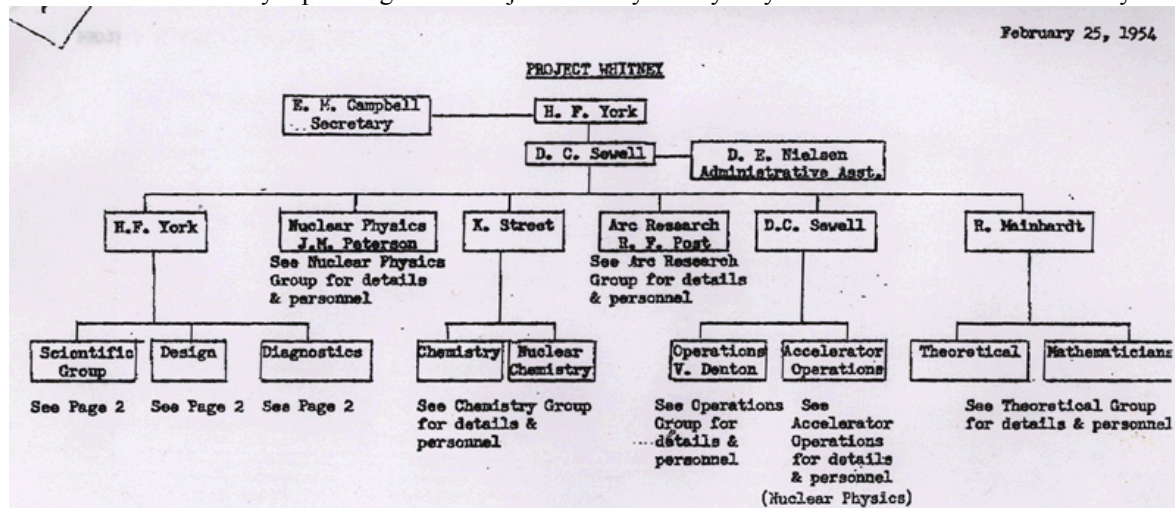 February 25, 1954
PROJECT WHITNEY
E. M. Campbell
Secretary
H. F. York
D. C. Sewell
D. E. Nielsen
Administrative Asst.
H.F. York
Nuclear Physics
J.M. Peterson
See Nuclear Physics
Group for details
& personnel
K. Street
Arc Research
R. F. Post
See Arc Research
Group for details
& personnel
D.C. Sewell
R. Mainhardt
Scientific
Group
See Page 2
Design
See Page 2
Diagnostics
See Page 2
Chemistry
Nuclear
Chemistry
See Chemistry Group
for details &
personnel
Operations
V. Denton
See Operations
Group for
details &
personnel
Accelerator
Operations
See
Accelerator
Operations
for details
& personnel
(Nuclear Physics)
Theoretical
Mathematicians
See Theoretical Group
for details & personnel